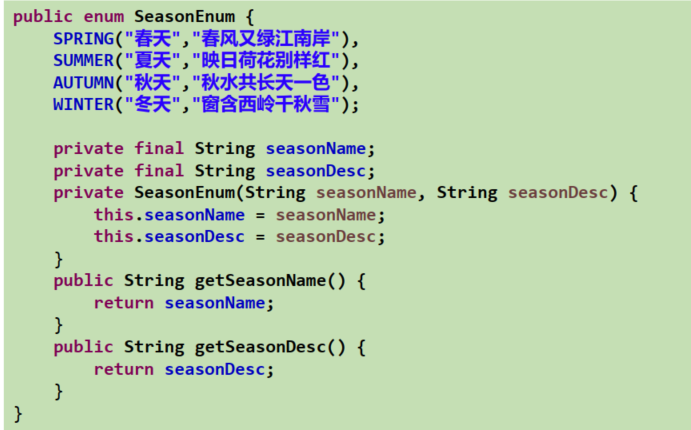 public enum SeasonEnum {
    SPRING("春天","春风又绿江南岸"),
    SUMMER("夏天","映日荷花别样红"),
    AUTUMN("秋天","秋水共长天一色"),
    WINTER("冬天","窗含西岭千秋雪");

    private final String seasonName;
    private final String seasonDesc;
    private SeasonEnum(String seasonName, String seasonDesc) {
        this.seasonName = seasonName;
        this.seasonDesc = seasonDesc;
    }
    public String getSeasonName() {
        return seasonName;
    }
    public String getSeasonDesc() {
        return seasonDesc;
    }
}